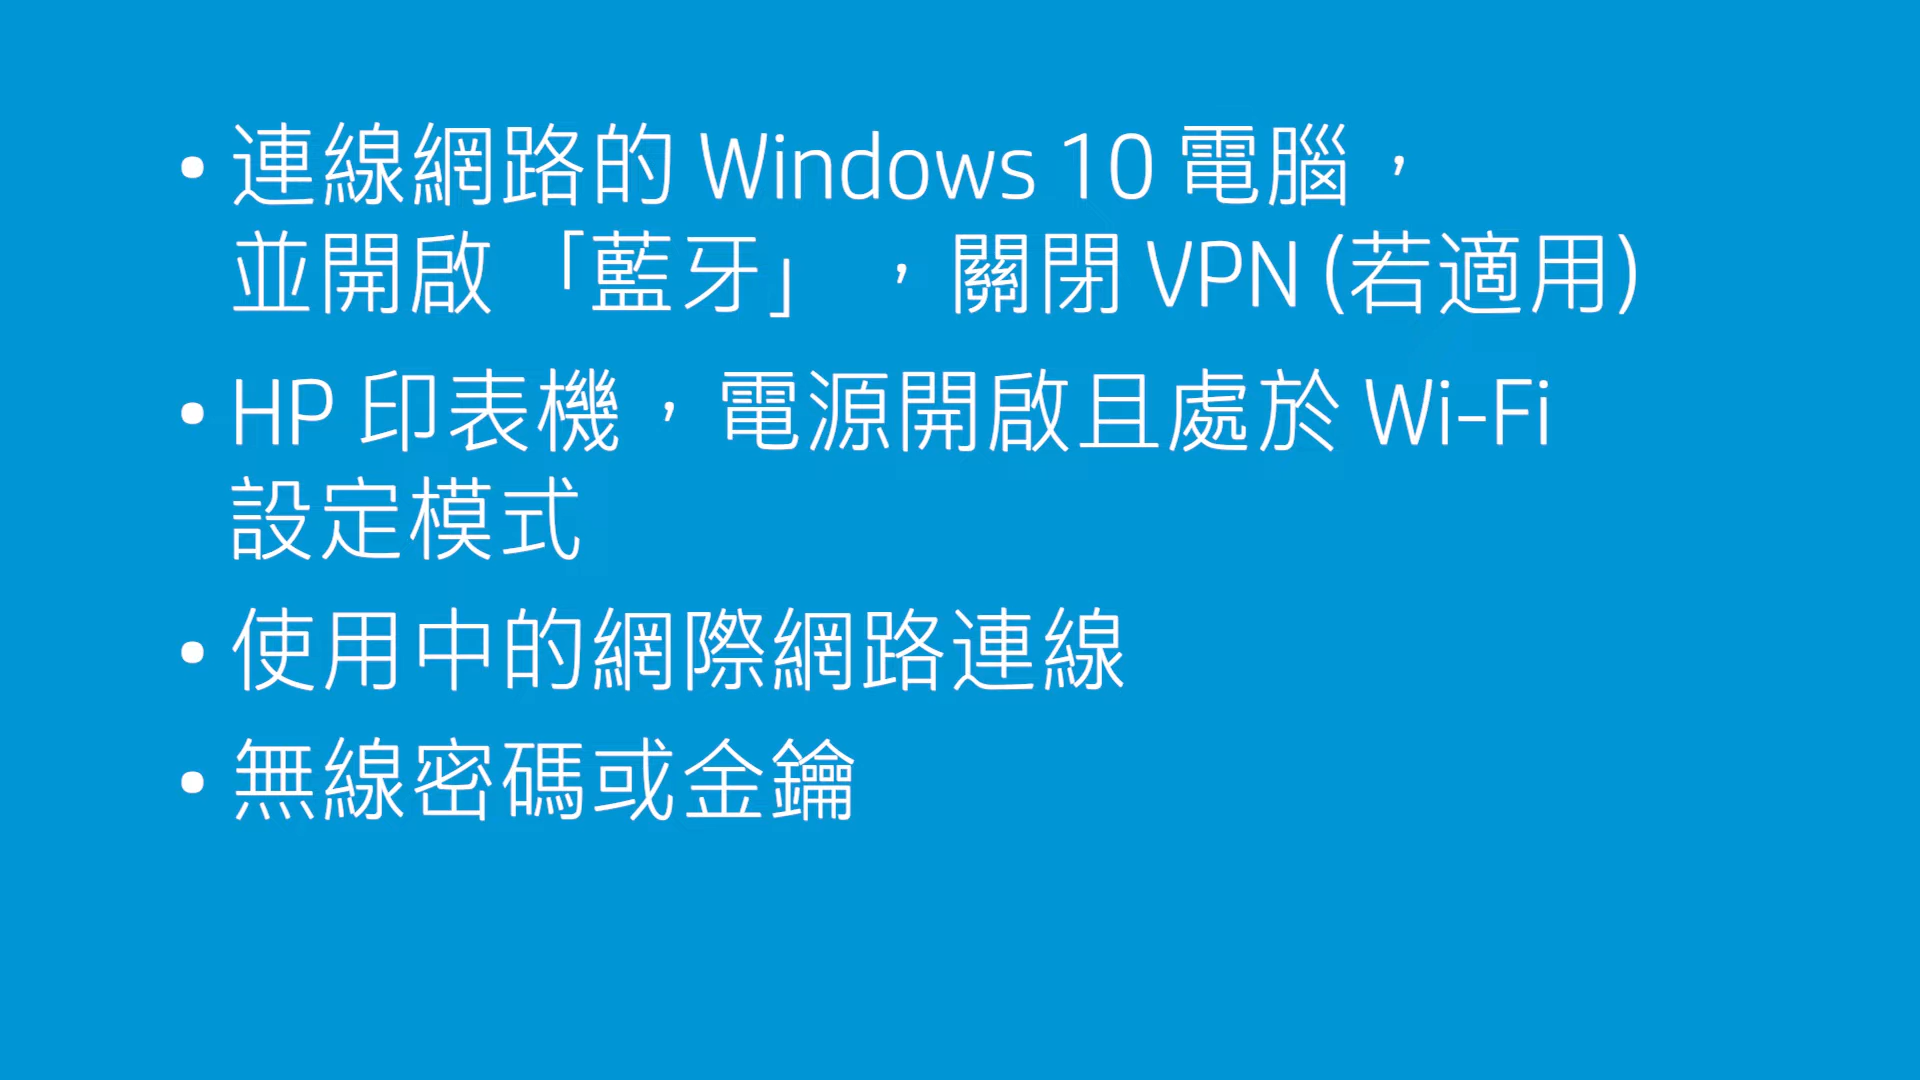 • 連線網路的 Windows 10 電腦，
並開啟「藍牙」，關閉 VPN (若適用)
• HP 印表機，電源開啟且處於 Wi-Fi
設定模式
• 使用中的網際網路連線
• 無線密碼或金鑰